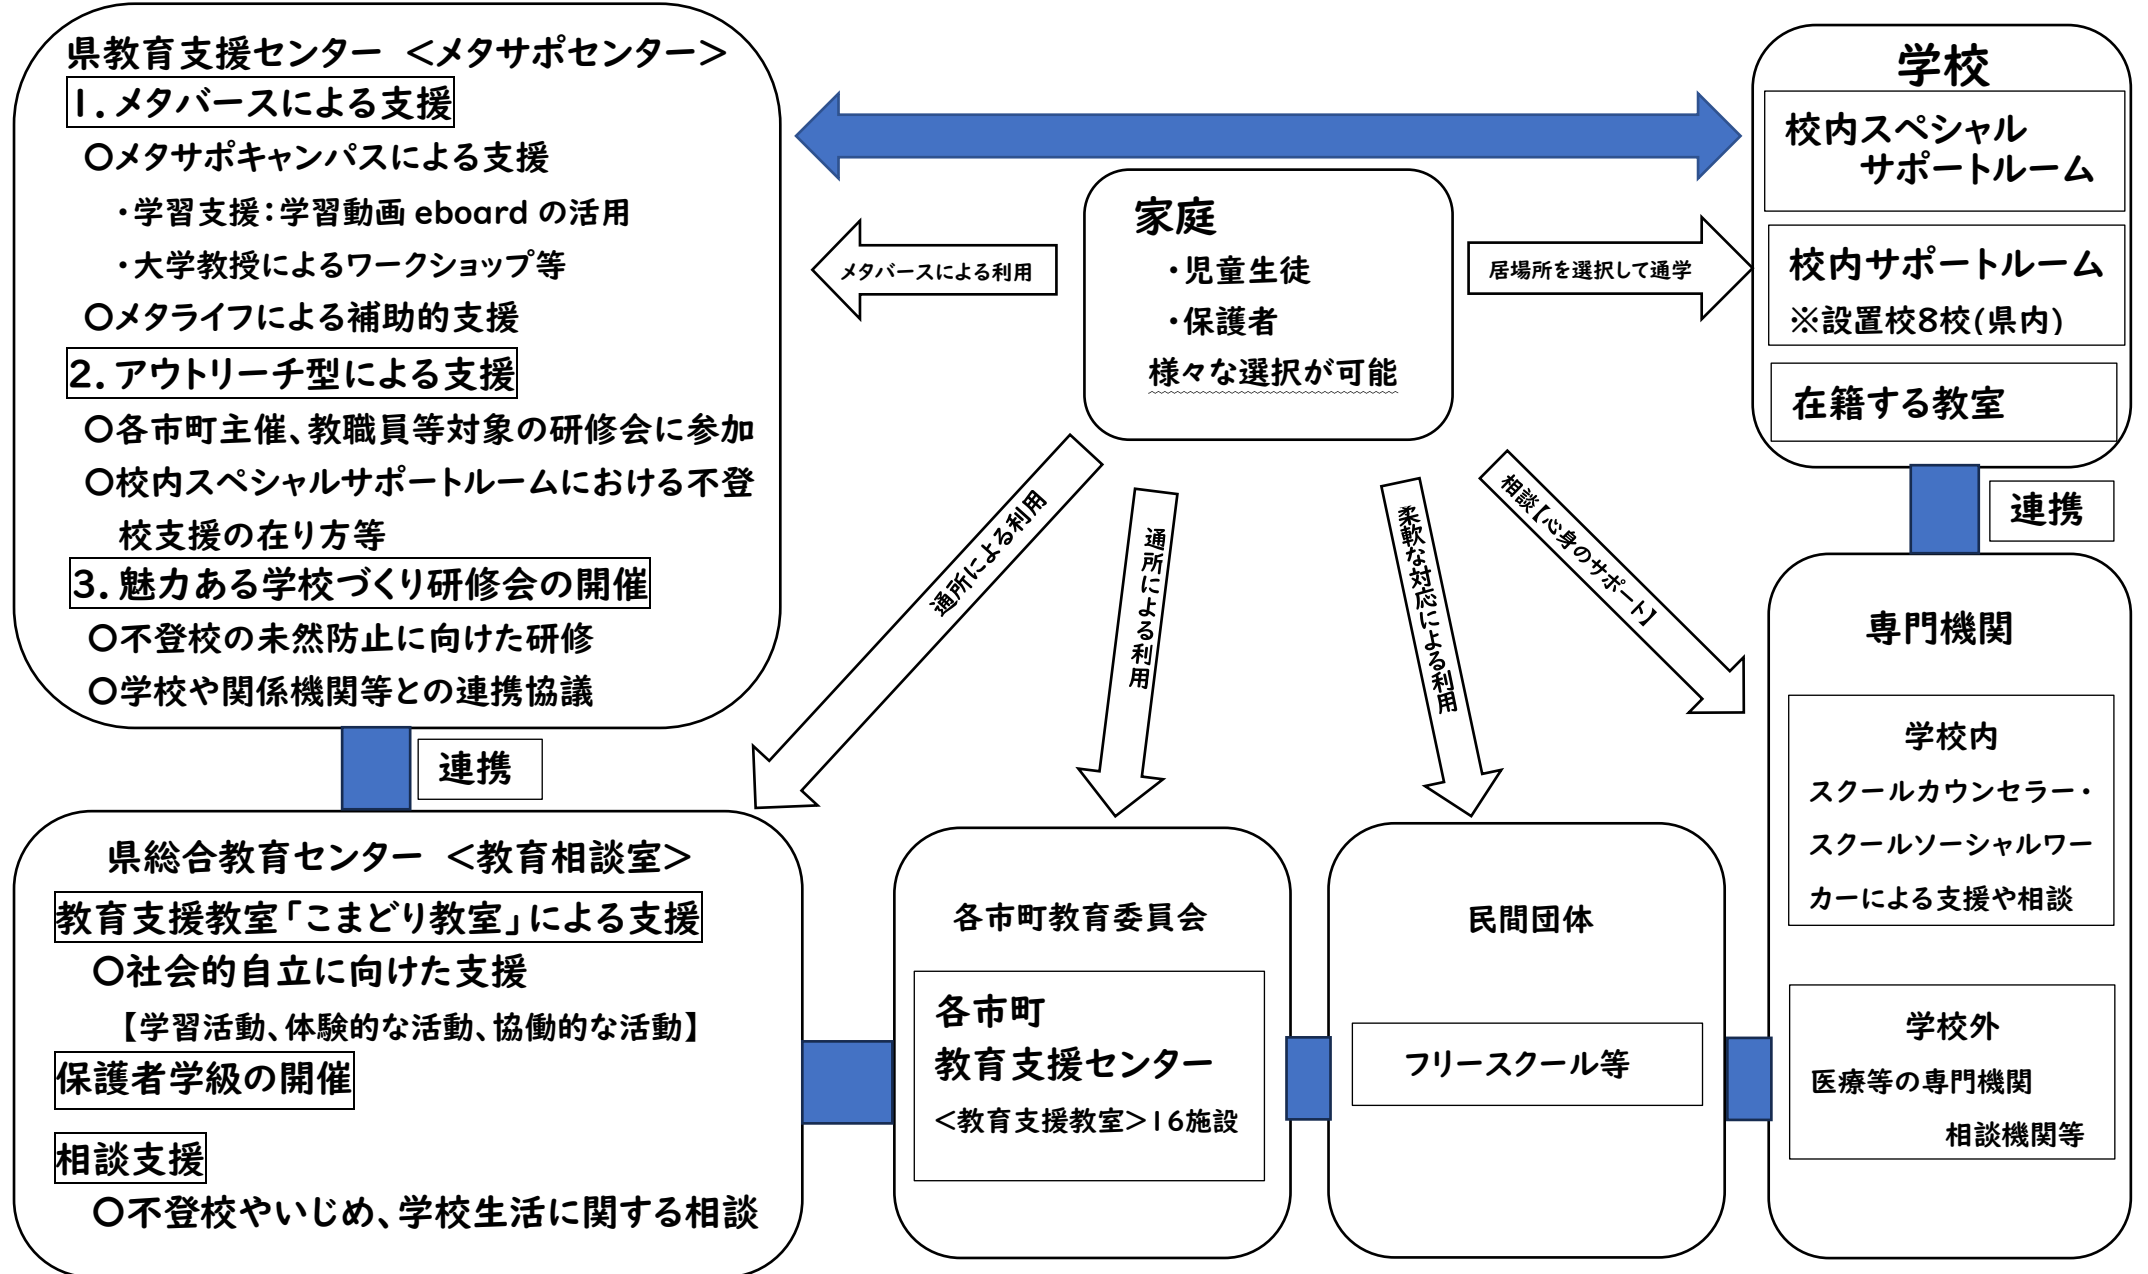 県教育支援センター <メタサポセンター>
1．メタバースによる支援
〇メタサポキャンパスによる支援
・学習支援：学習動画 eboard の活用
・大学教授によるワークショップ等
〇メタライフによる補助的支援
2．アウトリーチ型による支援
〇各市町主催、教職員等対象の研修会に参加
〇校内スペシャルサポートルームにおける不登
校支援の在り方等
3．魅力ある学校づくり研修会の開催
〇不登校の未然防止に向けた研修
〇学校や関係機関等との連携協議
連携
メタバースによる利用
家庭
・児童生徒
・保護者
様々な選択が可能
居場所を選択して通学
学校
校内スペシャル
サポートルーム
校内サポートルーム
※設置校8校(県内)
在籍する教室
連携
通所による利用
通所による利用
柔軟な対応による利用
相談【心身のサポート】
県総合教育センター <教育相談室>
教育支援教室「こまどり教室」による支援
〇社会的自立に向けた支援
【学習活動、体験的な活動、協働的な活動】
保護者学級の開催
相談支援
〇不登校やいじめ、学校生活に関する相談
各市町教育委員会
各市町
教育支援センター
<教育支援教室>16施設
民間団体
フリースクール等
専門機関
学校内
スクールカウンセラー・
スクールソーシャルワー
カーによる支援や相談
学校外
医療等の専門機関
相談機関等